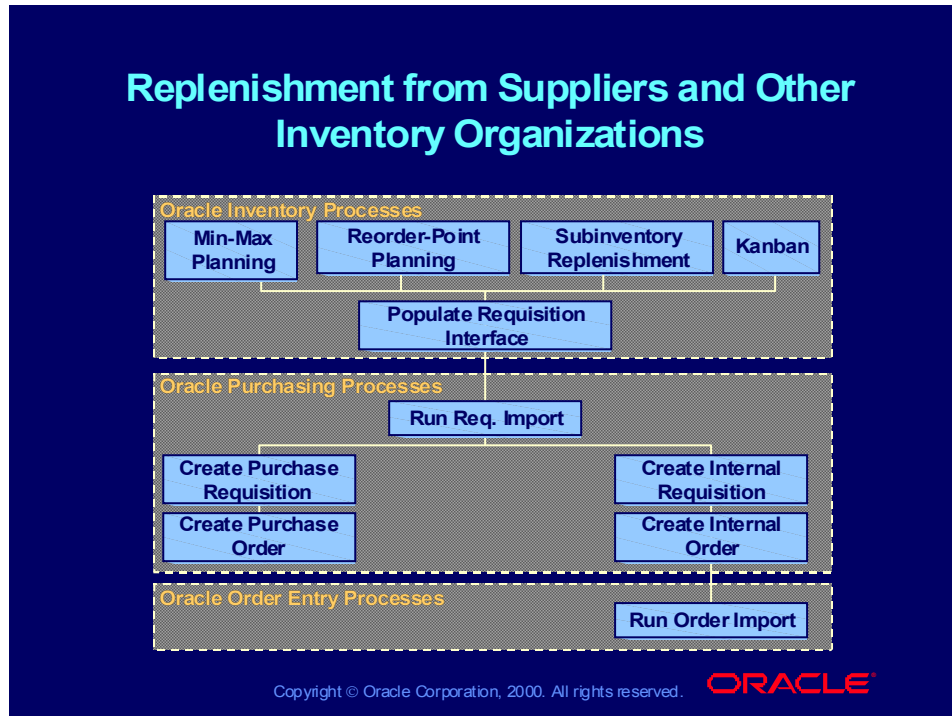 Replenishment from Suppliers and Other
Inventory Organizations
Oracle Inventory Processes
Min-Max
Planning
Reorder-Point
Planning
Subinventory
Replenishment
Kanban
Populate Requisition
Interface
Oracle Purchasing Processes
Run Req. Import
Create Purchase
Requisition
Create Internal
Requisition
Create Purchase
Order
Create Internal
Order
Oracle Order Entry Processes
Run Order Import
Copyright © Oracle Corporation, 2000. All rights reserved.
ORACLE®